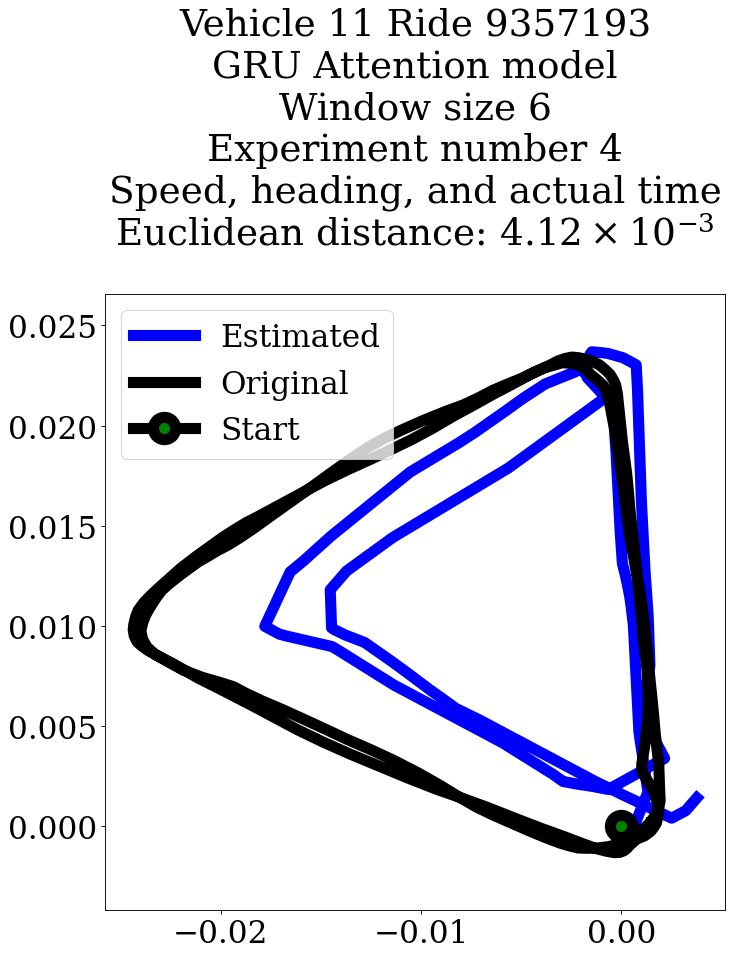 Vehicle 11 Ride 9357193
GRU Attention model
Window size 6
Experiment number 4
Speed, heading, and actual time
Euclidean distance: 4.12 × 10⁻³
Estimated
Original
Start
0.025
0.020
0.015
0.010
0.005
0.000
−0.02
−0.01
0.00